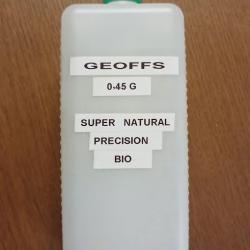 GEOFFS
0.45 G
SUPER NATURAL
PRECISION
BIO